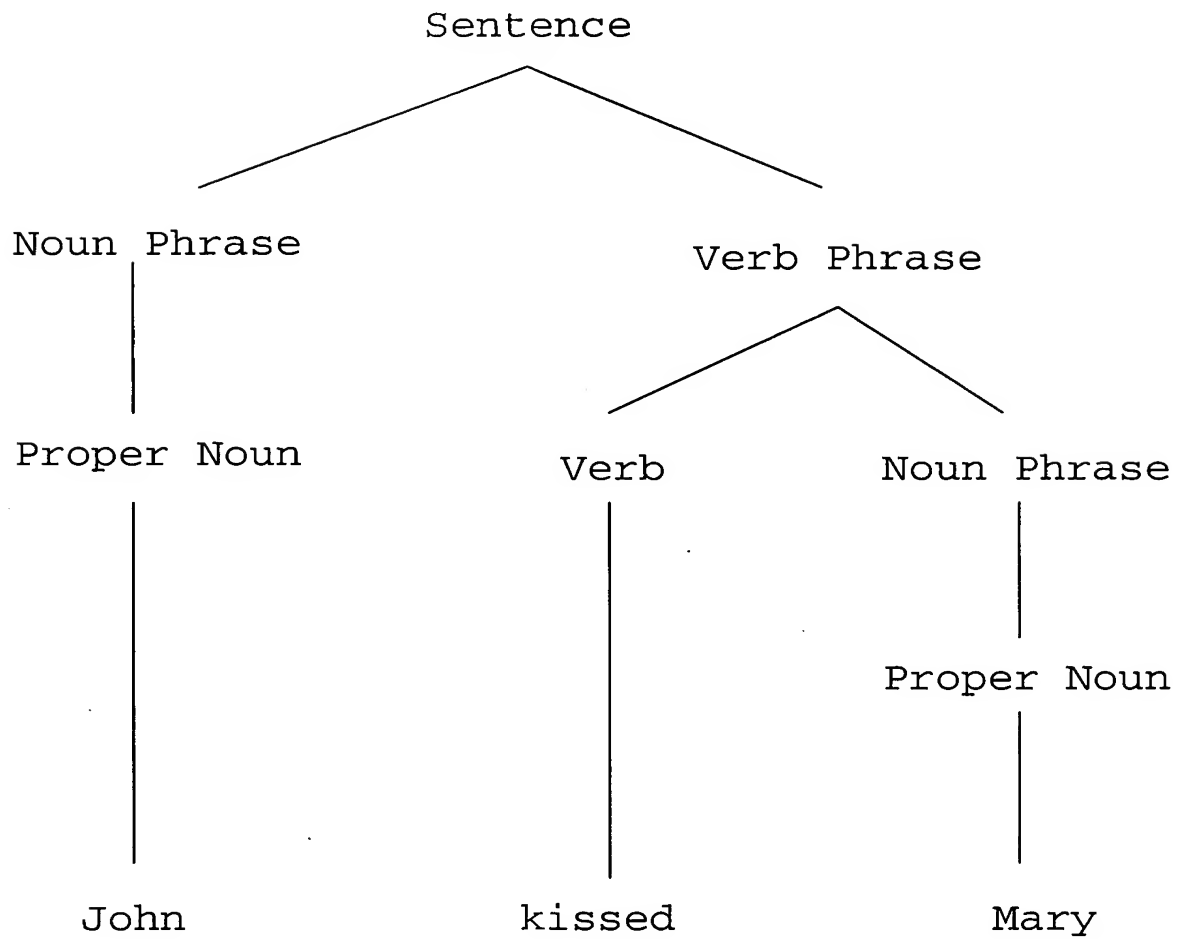 Sentence
Noun Phrase
Verb Phrase
Proper Noun
Verb
Noun Phrase
Proper Noun
John
kissed
Mary